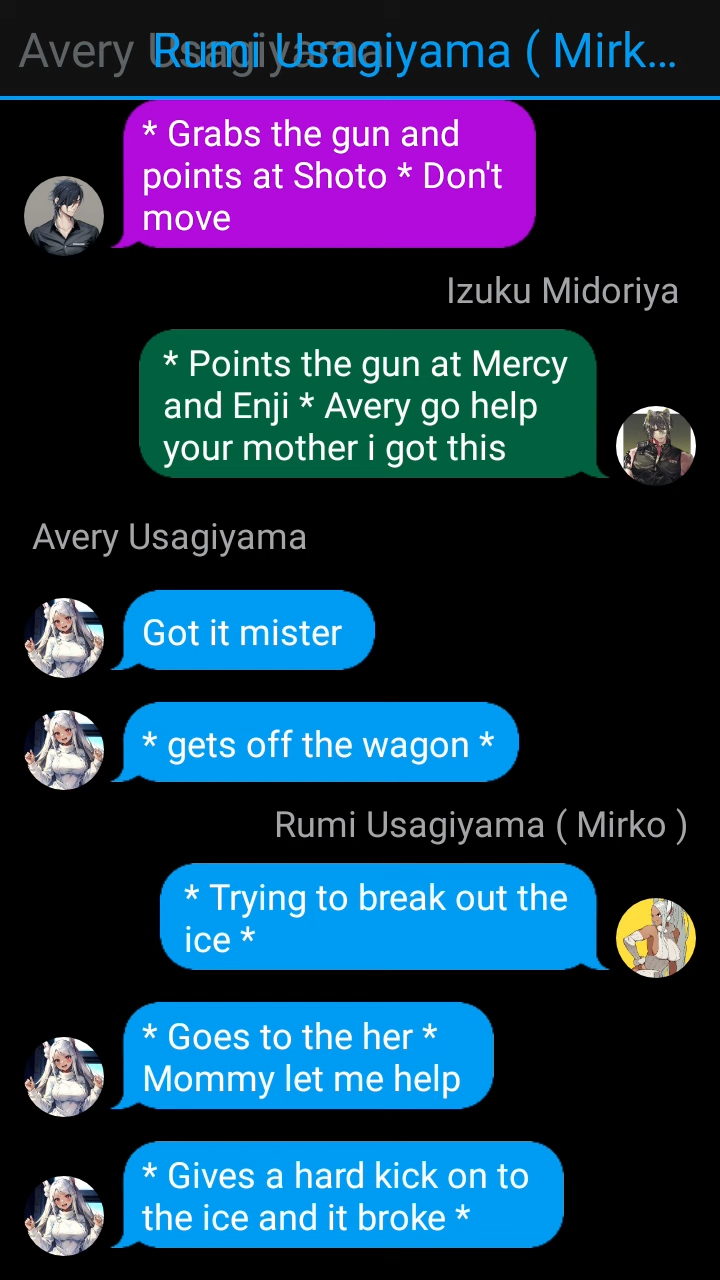 Avery Usagiyama
Rumi Usagiyama ( Mirk...
* Grabs the gun and
points at Shoto * Don't
move
Izuku Midoriya
* Points the gun at Mercy
and Enji * Avery go help
your mother i got this
Avery Usagiyama
Got it mister
* gets off the wagon *
Rumi Usagiyama ( Mirko )
* Trying to break out the
ice *
* Goes to the her *
Mommy let me help
* Gives a hard kick on to
the ice and it broke *